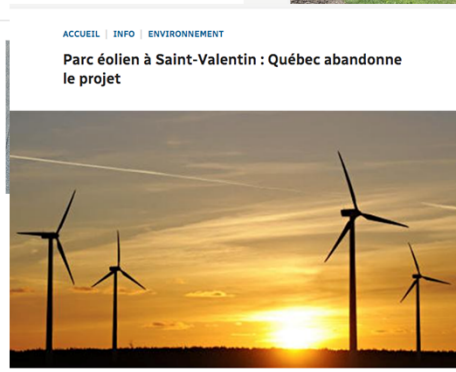 ACCUEIL | INFO | ENVIRONNEMENT
Parc éolien à Saint-Valentin : Québec abandonne
le projet